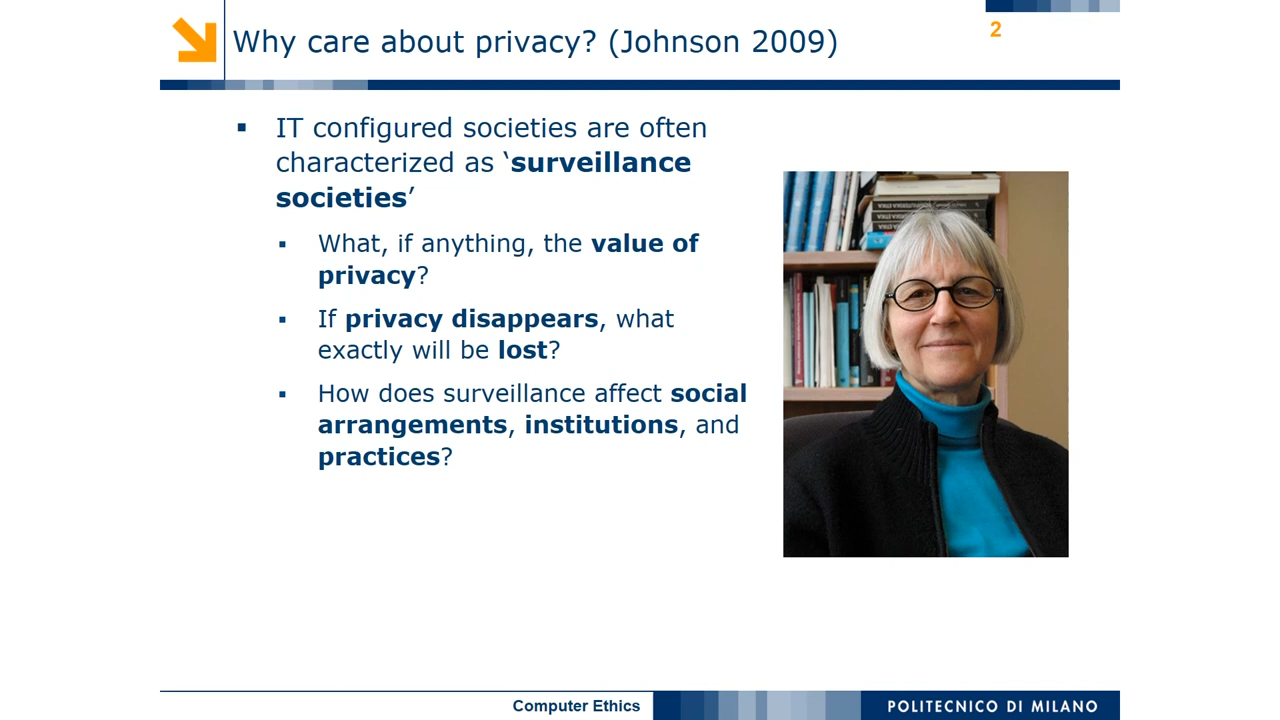 Why care about privacy? (Johnson 2009)
2
▪ IT configured societies are often
characterized as ‘surveillance
societies’
▪ What, if anything, the value of
privacy?
▪ If privacy disappears, what
exactly will be lost?
▪ How does surveillance affect social
arrangements, institutions, and
practices?
Computer Ethics
POLITECNICO DI MILANO